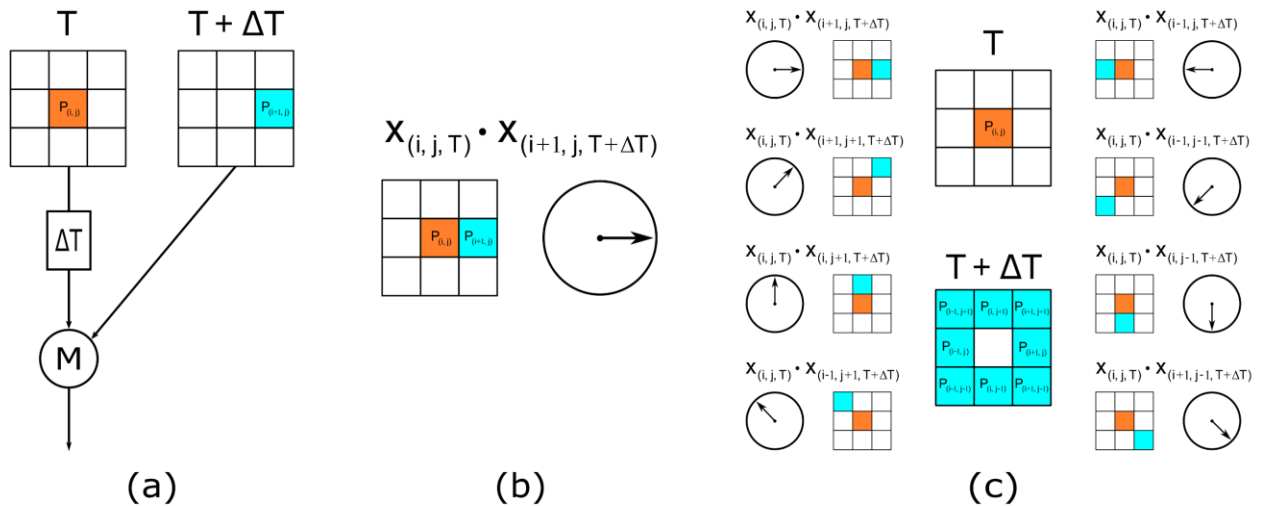 T
T + ΔT
P(i, j)
P(i+1, j)
ΔT
M
(a)
X(i, j, T) • X(i+1, j, T+ΔT)
P(i, j)
P(i+1, j)
(b)
X(i, j, T) • X(i+1, j, T+ΔT)
X(i, j, T) • X(i+1, j+1, T+ΔT)
X(i, j, T) • X(i, j+1, T+ΔT)
X(i, j, T) • X(i-1, j+1, T+ΔT)
T
P(i, j)
T + ΔT
P(i-1, j+1) P(i, j+1) P(i+1, j+1)
P(i-1, j) P(i+1, j)
P(i-1, j-1) P(i, j-1) P(i+1, j-1)
X(i, j, T) • X(i-1, j, T+ΔT)
X(i, j, T) • X(i-1, j-1, T+ΔT)
X(i, j, T) • X(i, j-1, T+ΔT)
X(i, j, T) • X(i+1, j-1, T+ΔT)
(c)